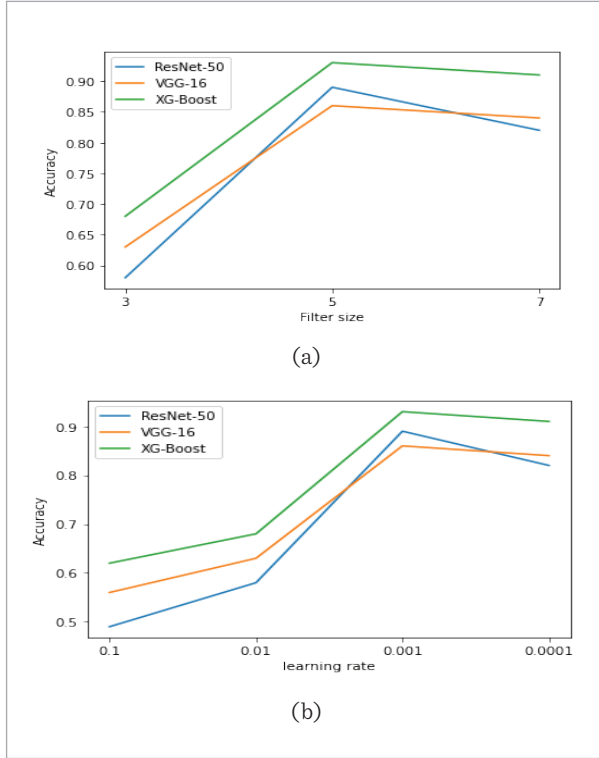 ResNet-50
VGG-16
XG-Boost
0.90
0.85
0.80
0.75
0.70
0.65
0.60
Accuracy
3 5 7
Filter size
(a)
ResNet-50
VGG-16
XG-Boost
0.9
0.8
0.7
0.6
0.5
Accuracy
0.1 0.01 0.001 0.0001
learning rate
(b)